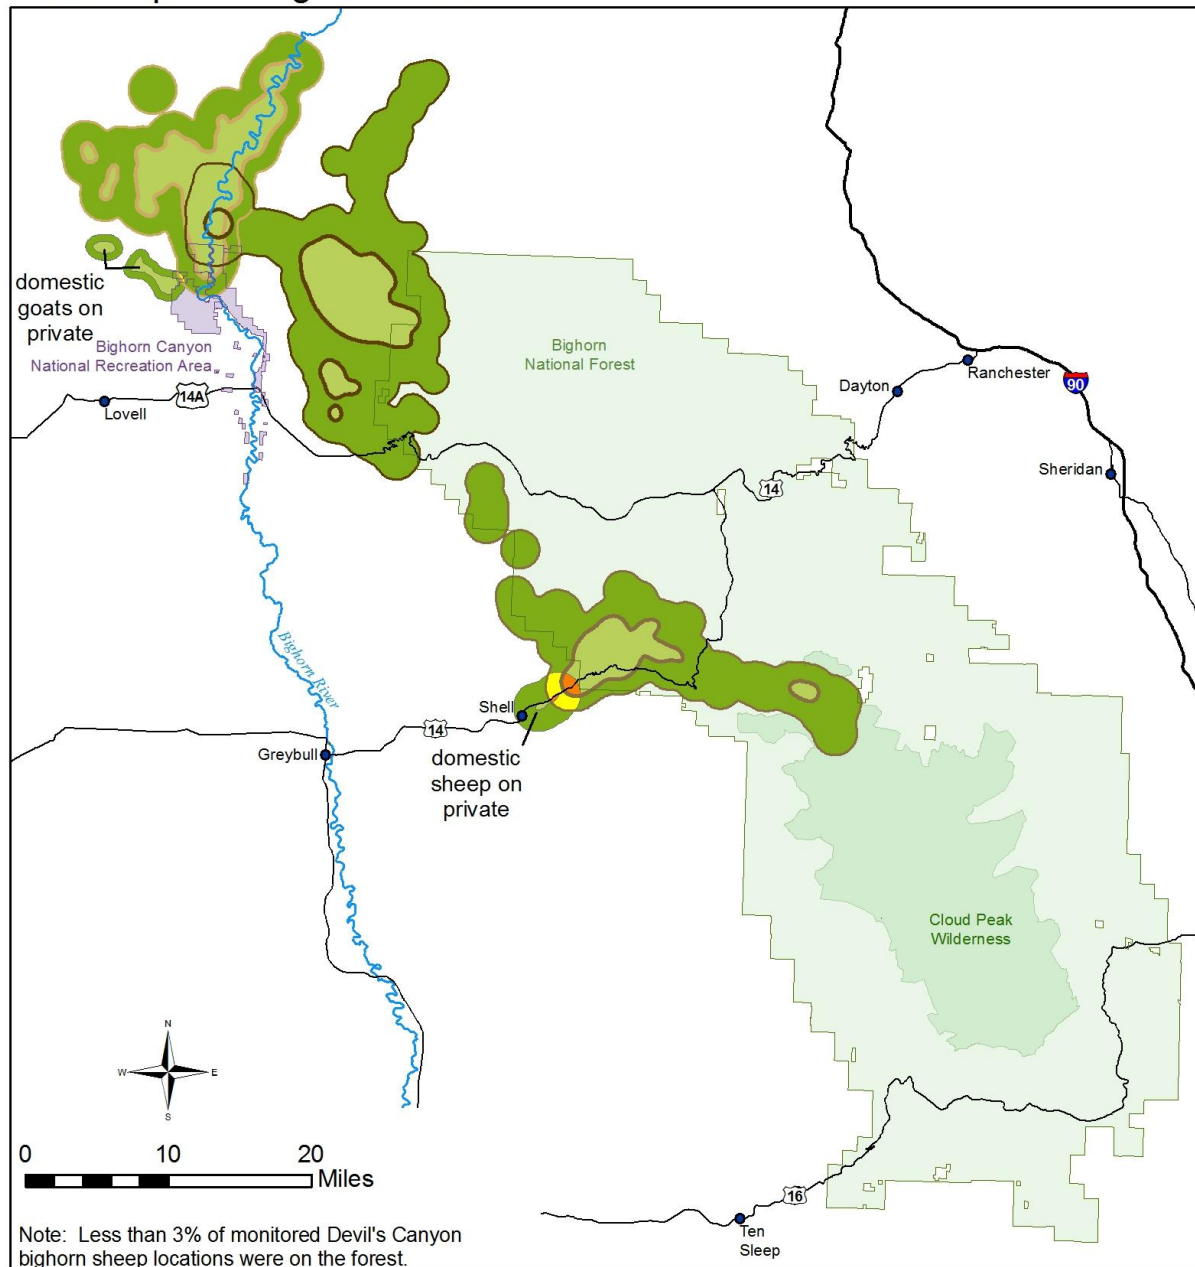 domestic
goats on
private
Bighorn Canyon
National Recreation Area
14A
Lovell
Bighorn
National Forest
Ranchester
Dayton
90
Sheridan
14
Bighorn River
Shell
14
Greybull
domestic
sheep on
private
Cloud Peak
Wilderness
N
W
E
S
0 10 20
Miles
16
Ten
Sleep
Note: Less than 3% of monitored Devil's Canyon
bighorn sheep locations were on the forest.